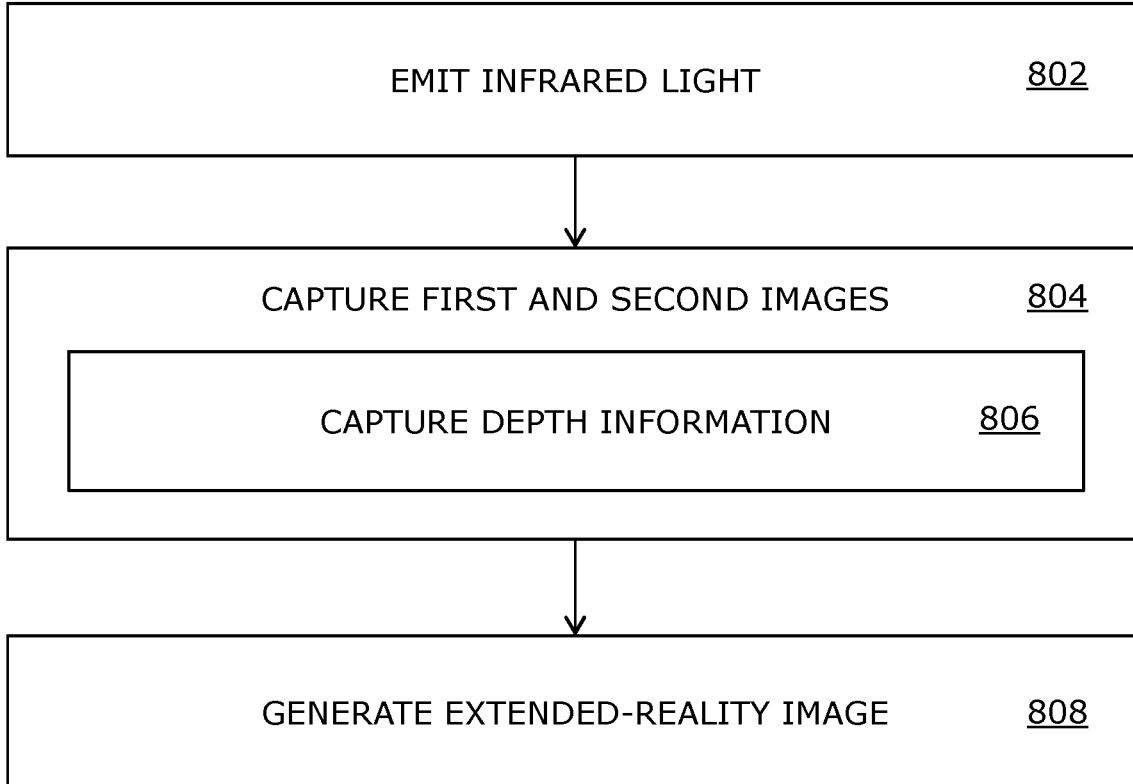 EMIT INFRARED LIGHT 802
CAPTURE FIRST AND SECOND IMAGES 804
CAPTURE DEPTH INFORMATION 806
GENERATE EXTENDED-REALITY IMAGE 808